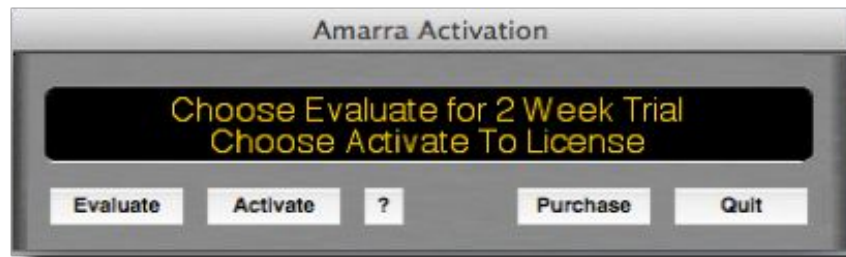 Amarra Activation
Choose Evaluate for 2 Week Trial
Choose Activate To License
Evaluate Activate ? Purchase Quit